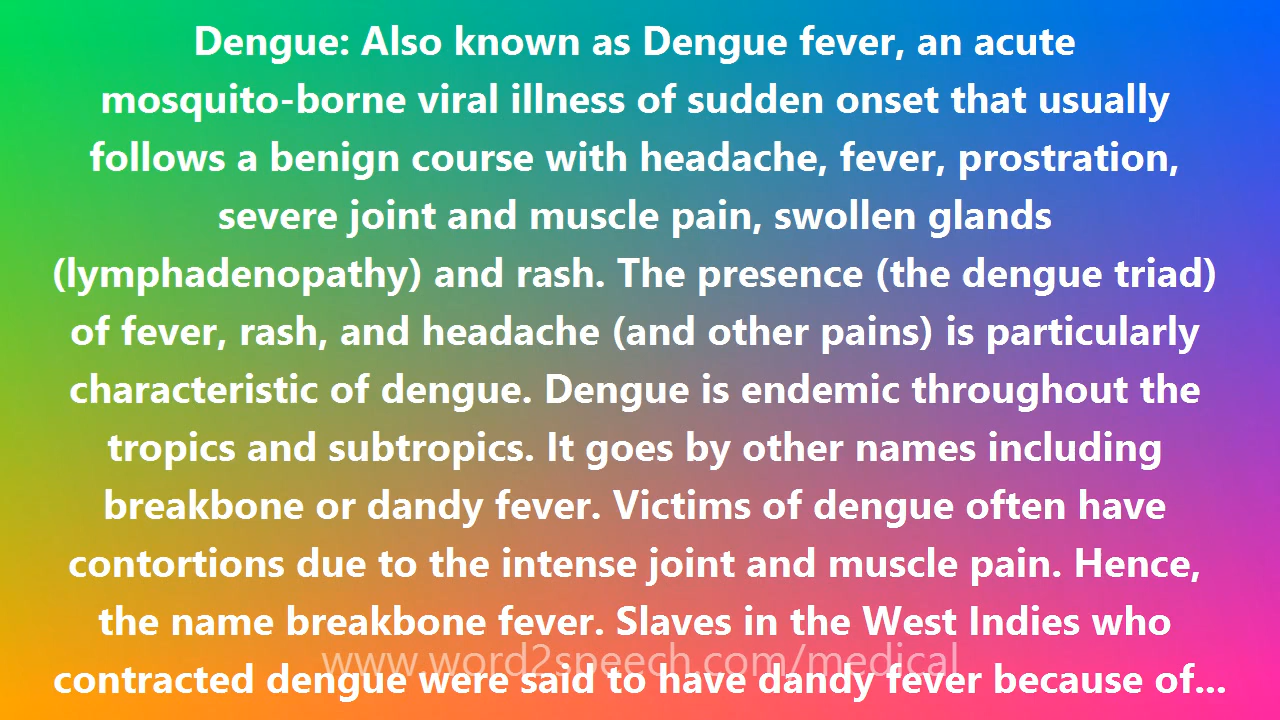 Dengue: Also known as Dengue fever, an acute
mosquito-borne viral illness of sudden onset that usually
follows a benign course with headache, fever, prostration,
severe joint and muscle pain, swollen glands
(lymphadenopathy) and rash. The presence (the dengue triad)
of fever, rash, and headache (and other pains) is particularly
characteristic of dengue. Dengue is endemic throughout the
tropics and subtropics. It goes by other names including
breakbone or dandy fever. Victims of dengue often have
contortions due to the intense joint and muscle pain. Hence,
the name breakbone fever. Slaves in the West Indies who
www.word2speech.com/medical
contracted dengue were said to have dandy fever because of...